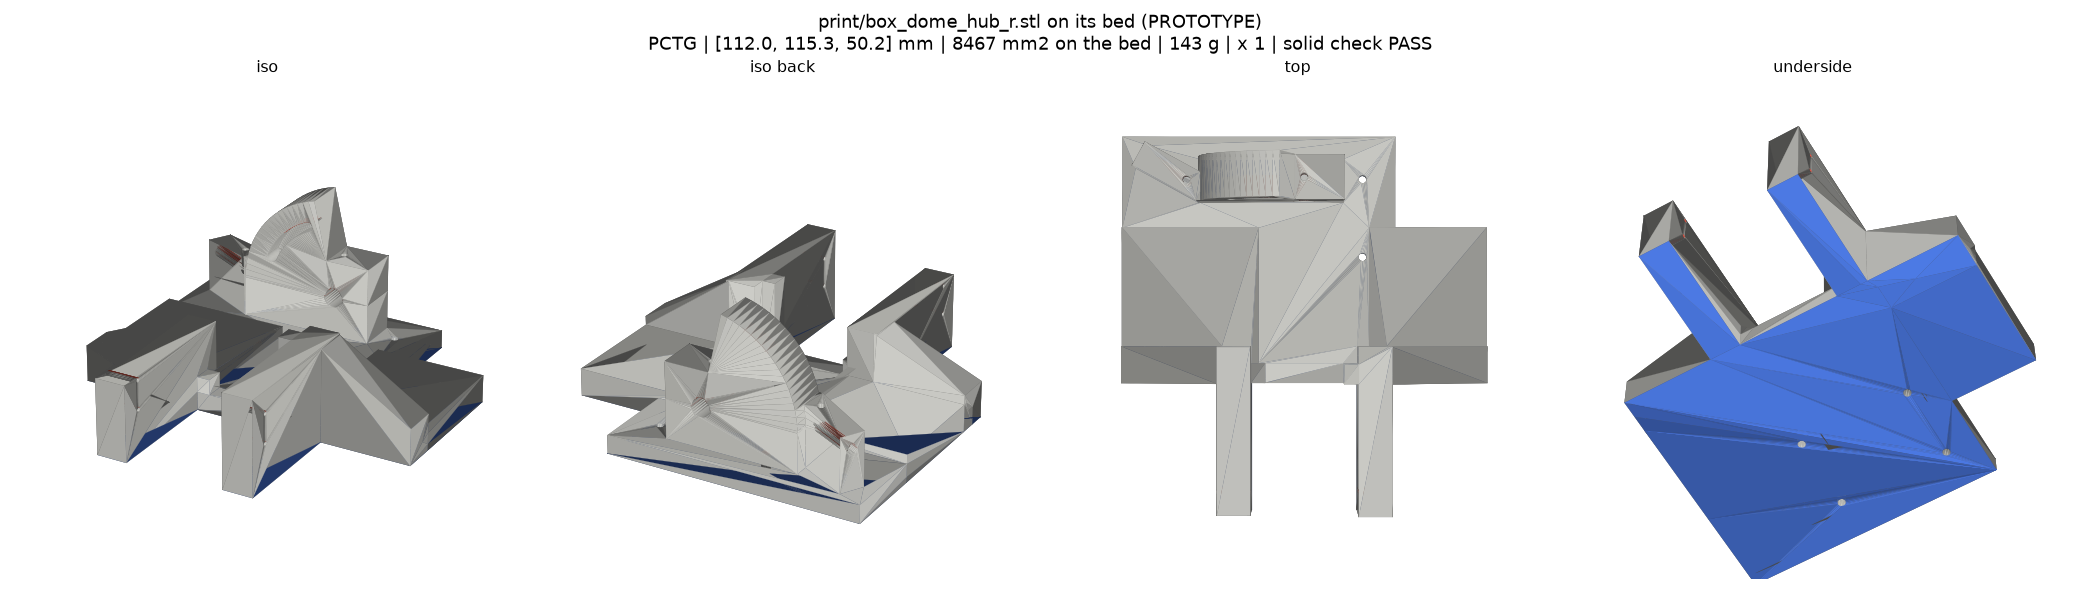 print/box_dome_hub_r.stl on its bed (PROTOTYPE)
PCTG | [112.0, 115.3, 50.2] mm | 8467 mm2 on the bed | 143 g | x 1 | solid check PASS
iso
iso back
top
underside